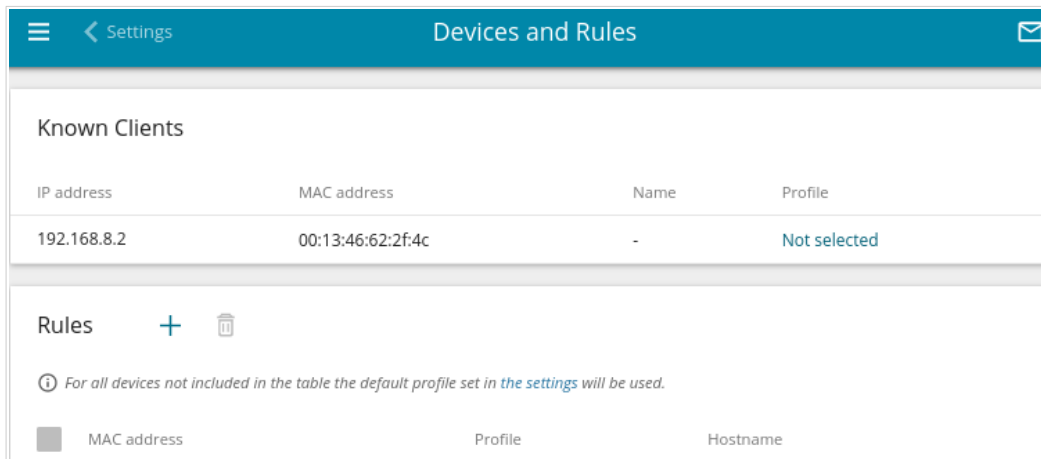 Settings
Devices and Rules
Known Clients
IP address MAC address Name Profile
192.168.8.2 00:13:46:62:2f:4c - Not selected
Rules
For all devices not included in the table the default profile set in the settings will be used.
MAC address Profile Hostname